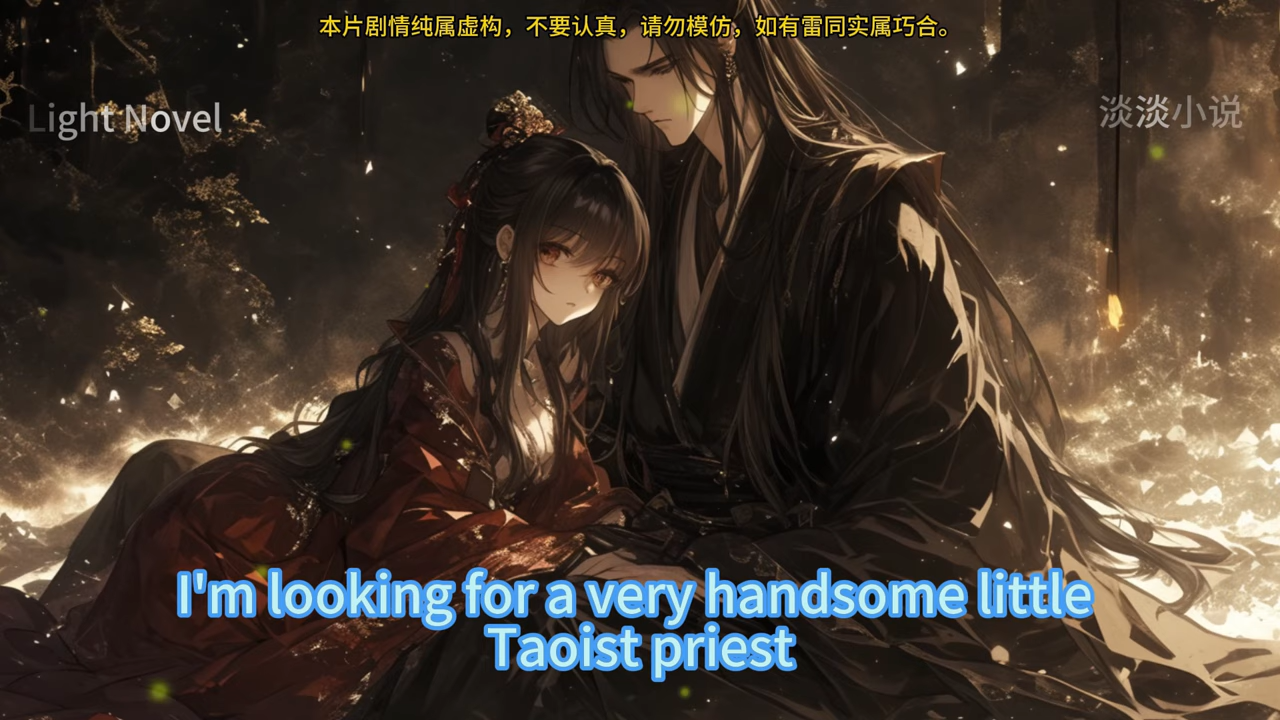 本片剧情纯属虚构，不要认真，请勿模仿，如有雷同实属巧合。
Light Novel
淡淡小说
I'm looking for a very handsome little
Taoist priest